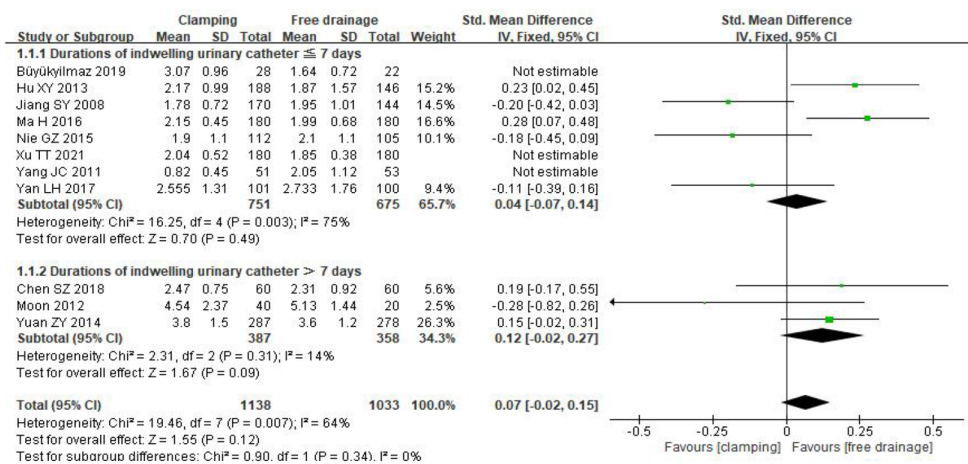 Clamping Free drainage Std. Mean Difference Std. Mean Difference
Study or Subgroup Mean SD Total Mean SD Total Weight IV, Fixed, 95% CI IV, Fixed, 95% CI
1.1.1 Durations of indwelling urinary catheter ≦ 7 days
Büyükyilmaz 2019 3.07 0.96 28 1.64 0.72 22 Not estimable
Hu XY 2013 2.17 0.99 188 1.87 1.57 146 15.2% 0.23 [0.02, 0.45]
Jiang SY 2008 1.78 0.72 170 1.95 1.01 144 14.5% -0.20 [-0.42, 0.03]
Ma H 2016 2.15 0.45 180 1.99 0.68 180 16.6% 0.28 [0.07, 0.48]
Nie GZ 2015 1.9 1.1 112 2.1 1.1 105 10.1% -0.18 [-0.45, 0.09]
Xu TT 2021 2.04 0.52 180 1.85 0.38 180 Not estimable
Yang JC 2011 0.82 0.45 51 2.05 1.12 53 Not estimable
Yan LH 2017 2.555 1.31 101 2.733 1.76 100 9.4% -0.11 [-0.39, 0.16]
Subtotal (95% CI) 751 675 65.7% 0.04 [-0.07, 0.14]
Heterogeneity: Chi² = 16.25, df = 4 (P = 0.003); I² = 75%
Test for overall effect: Z = 0.70 (P = 0.49)
1.1.2 Durations of indwelling urinary catheter > 7 days
Chen SZ 2018 2.47 0.75 60 2.31 0.92 60 5.6% 0.19 [-0.17, 0.55]
Moon 2012 4.54 2.37 40 5.13 1.44 20 2.5% -0.28 [-0.82, 0.26]
Yuan ZY 2014 3.8 1.5 287 3.6 1.2 278 26.3% 0.15 [-0.02, 0.31]
Subtotal (95% CI) 387 358 34.3% 0.12 [-0.02, 0.27]
Heterogeneity: Chi² = 2.31, df = 2 (P = 0.31); I² = 14%
Test for overall effect: Z = 1.67 (P = 0.09)
Total (95% CI) 1138 1033 100.0% 0.07 [-0.02, 0.15]
Heterogeneity: Chi² = 19.46, df = 7 (P = 0.007); I² = 64%
Test for overall effect: Z = 1.55 (P = 0.12)
Test for subgroup differences: Chi² = 0.90, df = 1 (P = 0.34), I² = 0%
-0.5 -0.25 0 0.25 0.5
Favours [clamping] Favours [free drainage]